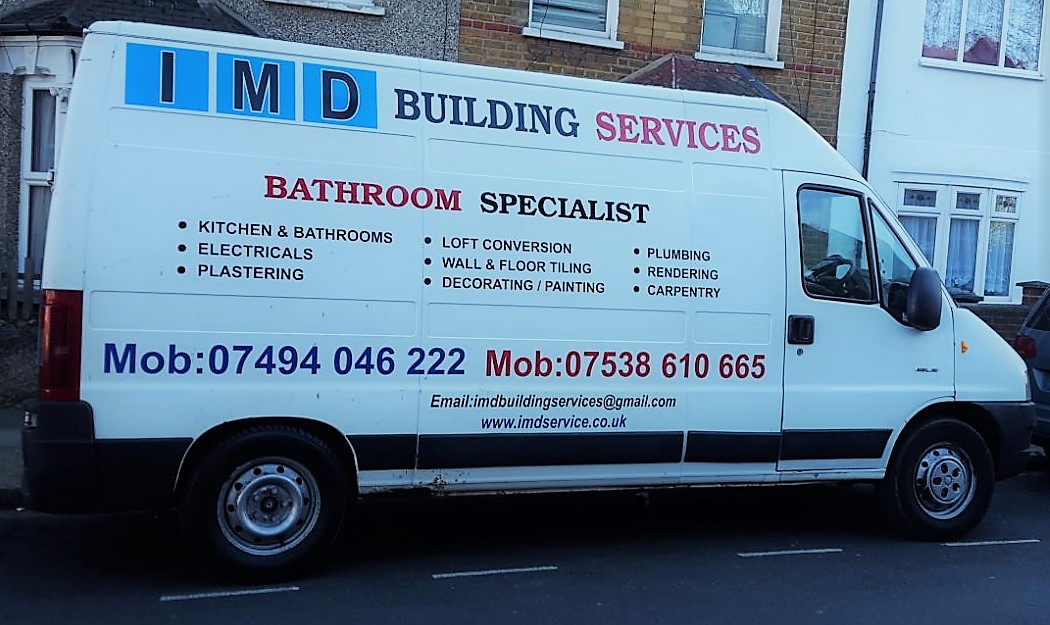 IMD BUILDING SERVICES
BATHROOM SPECIALIST
• KITCHEN & BATHROOMS
• ELECTRICALS
• PLASTERING
• LOFT CONVERSION
• WALL & FLOOR TILING
• DECORATING / PAINTING
• PLUMBING
• RENDERING
• CARPENTRY
Mob:07494 046 222 Mob:07538 610 665
Email:imdbuildingservices@gmail.com
www.imdservice.co.uk